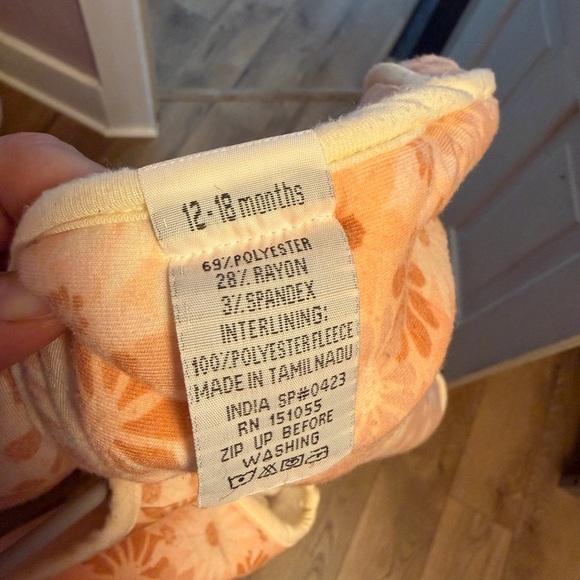 12-18 months
69% POLYESTER
28% RAYON
3% SPANDEX
INTERLINING:
100% POLYESTER FLEECE
MADE IN TAMILNADU
INDIA SP#0423
RN 151055
ZIP UP BEFORE
WASHING